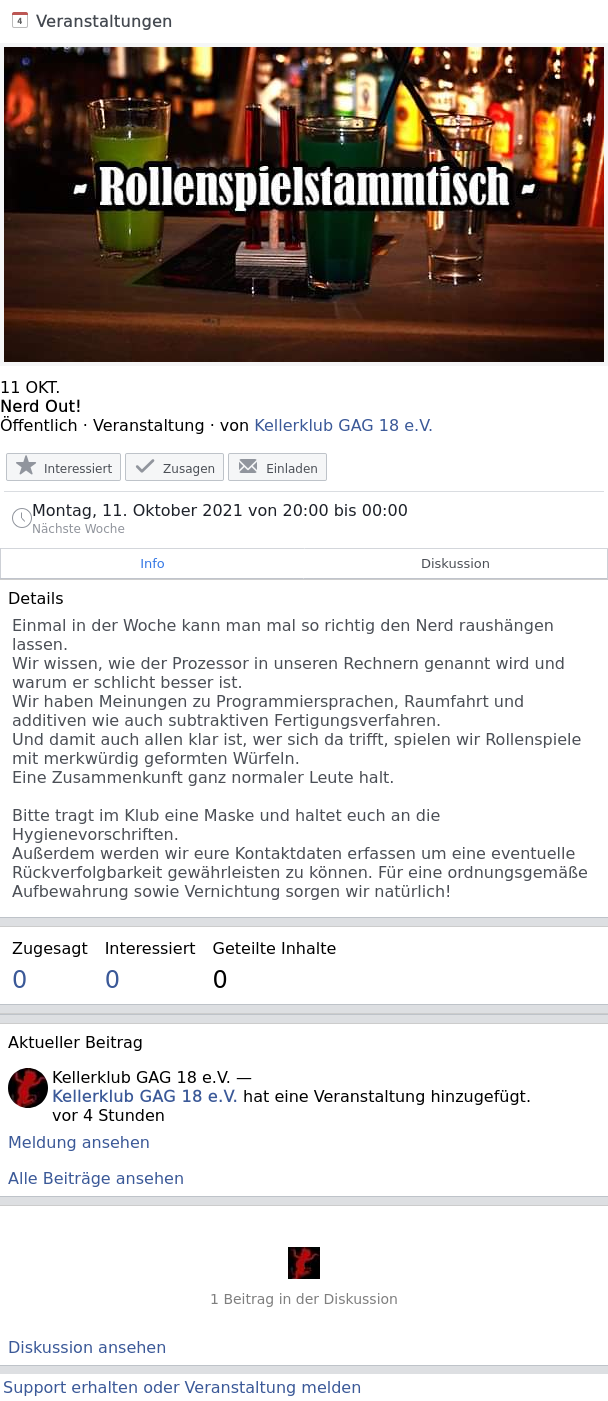 4 Veranstaltungen
- Rollenspielstammtisch -
11 OKT.
Nerd Out!
Öffentlich · Veranstaltung · von Kellerklub GAG 18 e.V.
Interessiert Zusagen Einladen
Montag, 11. Oktober 2021 von 20:00 bis 00:00
Nächste Woche
Info Diskussion
Details
Einmal in der Woche kann man mal so richtig den Nerd raushängen
lassen.
Wir wissen, wie der Prozessor in unseren Rechnern genannt wird und
warum er schlicht besser ist.
Wir haben Meinungen zu Programmiersprachen, Raumfahrt und
additiven wie auch subtraktiven Fertigungsverfahren.
Und damit auch allen klar ist, wer sich da trifft, spielen wir Rollenspiele
mit merkwürdig geformten Würfeln.
Eine Zusammenkunft ganz normaler Leute halt.
Bitte tragt im Klub eine Maske und haltet euch an die
Hygienevorschriften.
Außerdem werden wir eure Kontaktdaten erfassen um eine eventuelle
Rückverfolgbarkeit gewährleisten zu können. Für eine ordnungsgemäße
Aufbewahrung sowie Vernichtung sorgen wir natürlich!
Zugesagt Interessiert Geteilte Inhalte
0 0 0
Aktueller Beitrag
Kellerklub GAG 18 e.V. —
Kellerklub GAG 18 e.V. hat eine Veranstaltung hinzugefügt.
vor 4 Stunden
Meldung ansehen
Alle Beiträge ansehen
1 Beitrag in der Diskussion
Diskussion ansehen
Support erhalten oder Veranstaltung melden